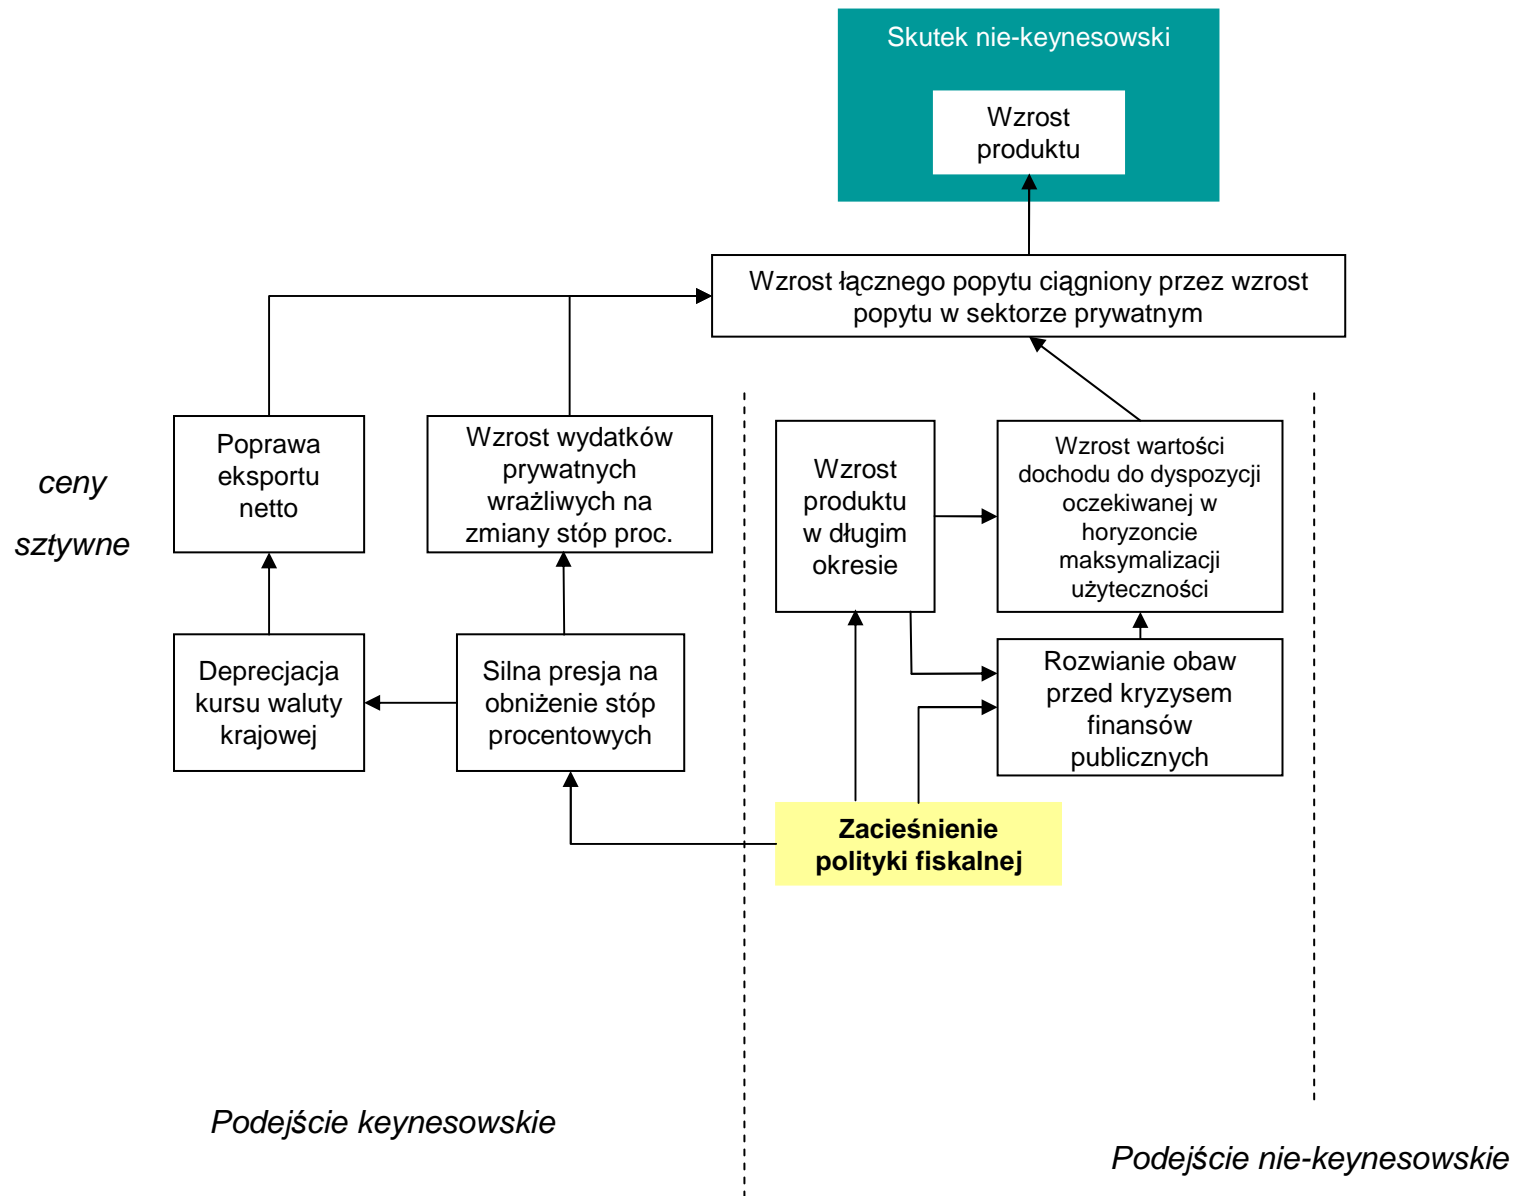 Skutek nie-keynesowski
Wzrost
produktu
Wzrost łącznego popytu ciągniony przez wzrost
popytu w sektorze prywatnym
ceny
sztywne
Poprawa
eksportu
netto
Wzrost wydatków
prywatnych
wrażliwych na
zmiany stóp proc.
Wzrost
produktu
w długim
okresie
Wzrost wartości
dochodu do dyspozycji
oczekiwanej w
horyzoncie
maksymalizacji
użyteczności
Deprecjacja
kursu waluty
krajowej
Silna presja na
obniżenie stóp
procentowych
Rozwianie obaw
przed kryzysem
finansów
publicznych
Zacieśnienie
polityki fiskalnej
Podejście keynesowskie
Podejście nie-keynesowskie